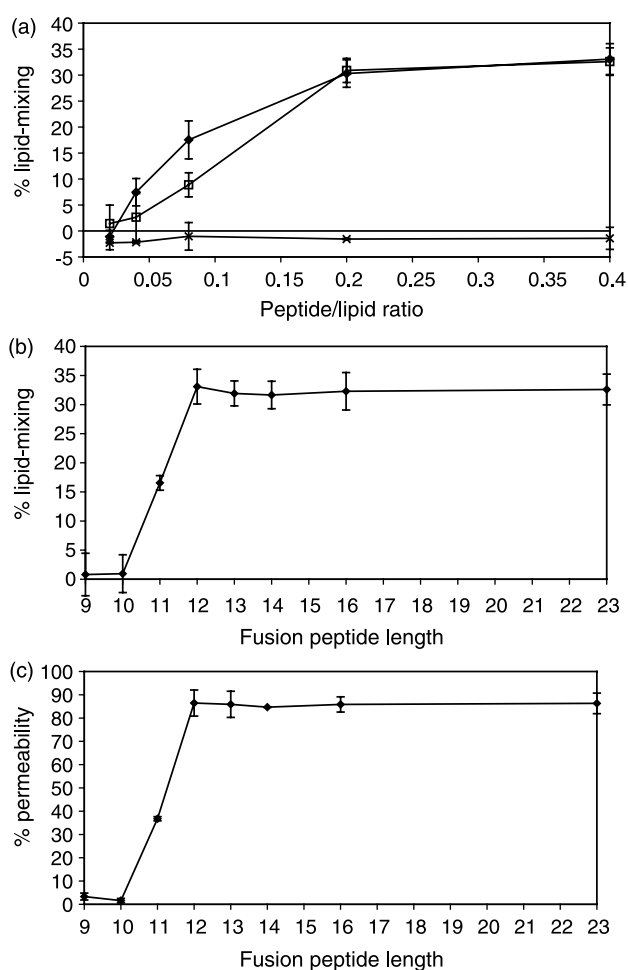 (a)
40
35
30
25
20
15
10
5
0
-5
% lipid-mixing
0 0.05 0.1 0.15 0.2 0.25 0.3 0.35 0.4
Peptide/lipid ratio
(b)
40
35
30
25
20
15
10
5
0
% lipid-mixing
9 10 11 12 13 14 15 16 17 18 19 20 21 22 23
Fusion peptide length
(c)
100
90
80
70
60
50
40
30
20
10
0
% permeability
9 10 11 12 13 14 15 16 17 18 19 20 21 22 23
Fusion peptide length